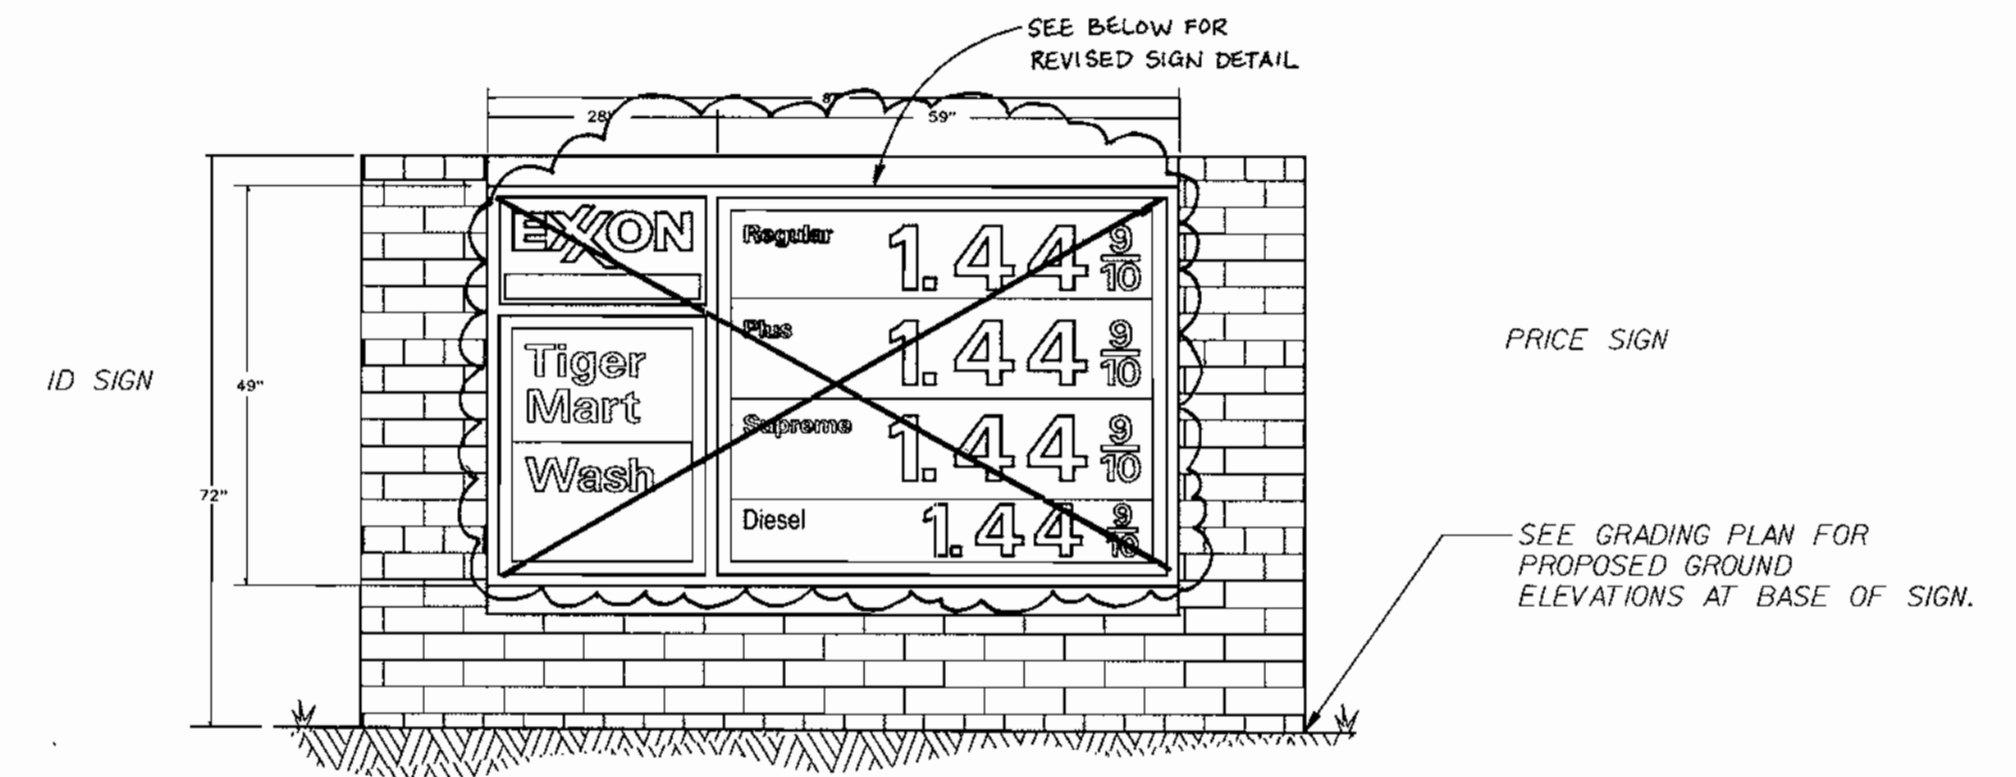 SEE BELOW FOR
REVISED SIGN DETAIL
28"
59"
EXXON
Regular 1.44 9/10
Plus 1.44 9/10
Tiger
Mart
Supreme 1.44 9/10
Wash
Diesel 1.44 9/10
ID SIGN
49"
72"
PRICE SIGN
SEE GRADING PLAN FOR
PROPOSED GROUND
ELEVATIONS AT BASE OF SIGN.